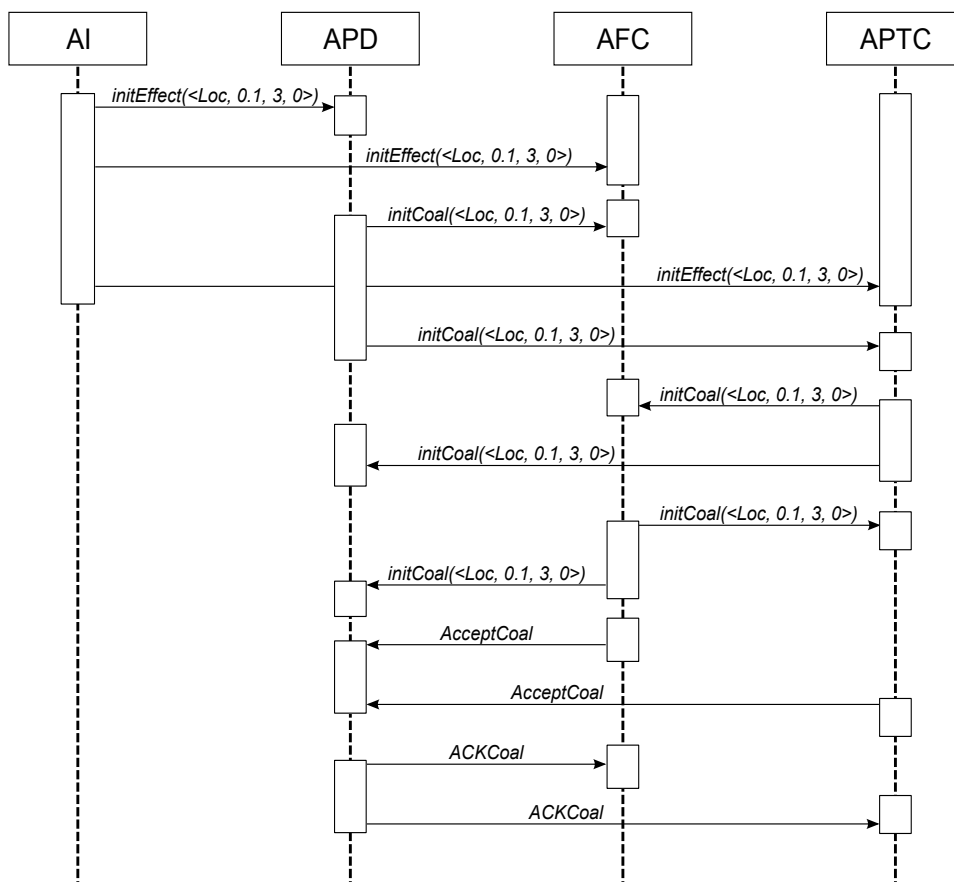 AI
APD
AFC
APTC
initEffect(<Loc, 0.1, 3, 0>)
initEffect(<Loc, 0.1, 3, 0>)
initCoal(<Loc, 0.1, 3, 0>)
initEffect(<Loc, 0.1, 3, 0>)
initCoal(<Loc, 0.1, 3, 0>)
initCoal(<Loc, 0.1, 3, 0>)
initCoal(<Loc, 0.1, 3, 0>)
initCoal(<Loc, 0.1, 3, 0>)
initCoal(<Loc, 0.1, 3, 0>)
AcceptCoal
AcceptCoal
ACKCoal
ACKCoal